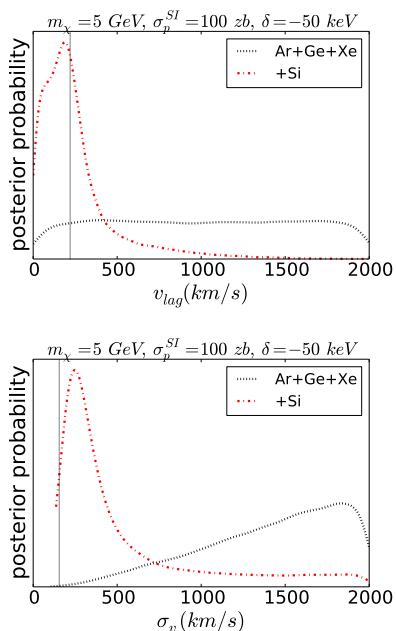 m_χ =5 GeV, σ_p^{SI}=100 zb, δ=−50 keV
posterior probability
Ar+Ge+Xe
+Si
0 500 1000 1500 2000
v_{lag}(km/s)
m_χ =5 GeV, σ_p^{SI}=100 zb, δ=−50 keV
posterior probability
Ar+Ge+Xe
+Si
0 500 1000 1500 2000
σ_v(km/s)